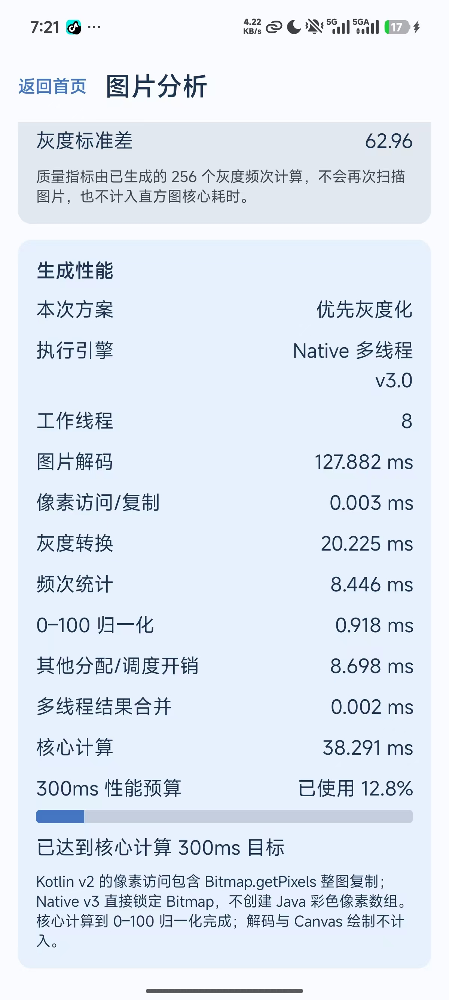 7:21 ··· 4.22 KB/s 5G 5GA 17
返回首页 图片分析
灰度标准差 62.96
质量指标由已生成的 256 个灰度频次计算，不会再次扫描
图片，也不计入直方图核心耗时。
生成性能
本次方案 优先灰度化
执行引擎 Native 多线程
v3.0
工作线程 8
图片解码 127.882 ms
像素访问/复制 0.003 ms
灰度转换 20.225 ms
频次统计 8.446 ms
0–100 归一化 0.918 ms
其他分配/调度开销 8.698 ms
多线程结果合并 0.002 ms
核心计算 38.291 ms
300ms 性能预算 已使用 12.8%
已达到核心计算 300ms 目标
Kotlin v2 的像素访问包含 Bitmap.getPixels 整图复制；
Native v3 直接锁定 Bitmap，不创建 Java 彩色像素数组。
核心计算到 0–100 归一化完成；解码与 Canvas 绘制不计
入。